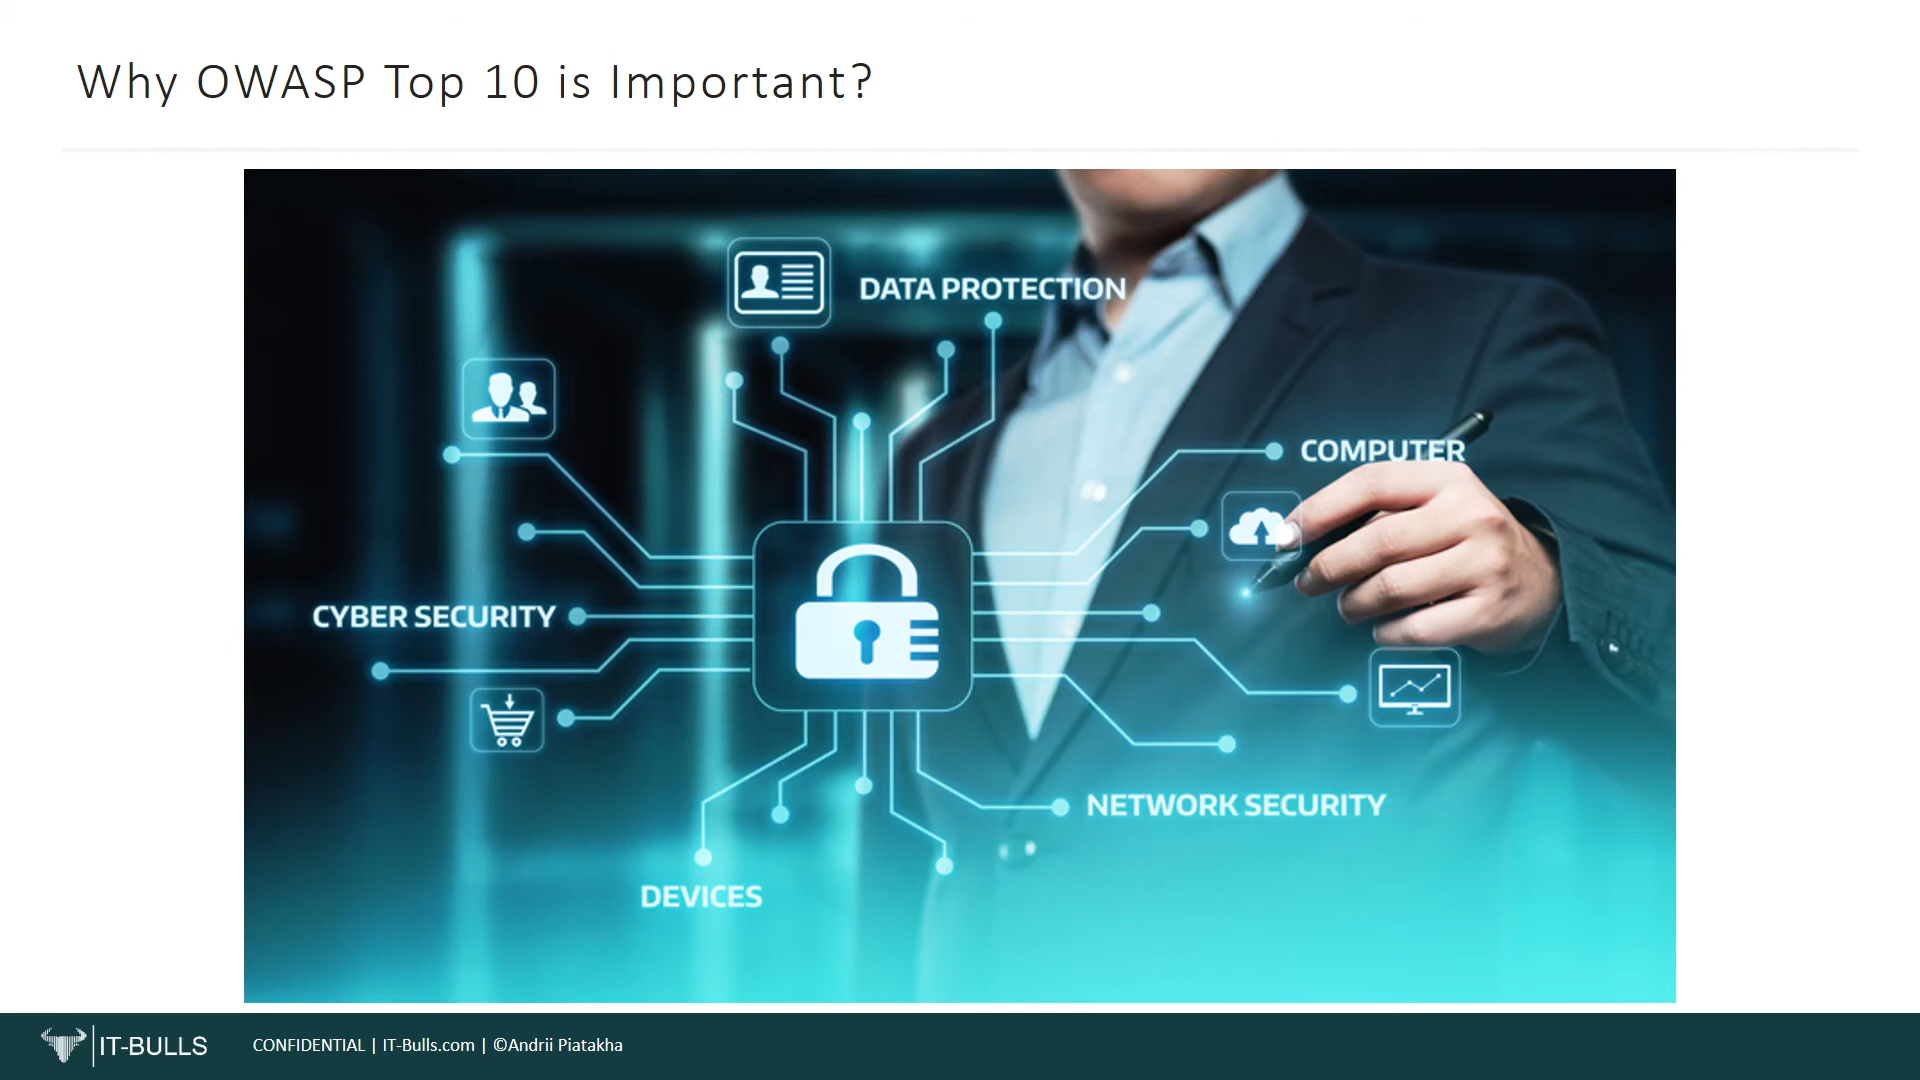 Why OWASP Top 10 is Important?
DATA PROTECTION
COMPUTER
CYBER SECURITY
NETWORK SECURITY
DEVICES
IT-BULLS
CONFIDENTIAL | IT-Bulls.com | ©Andrii Piatakha